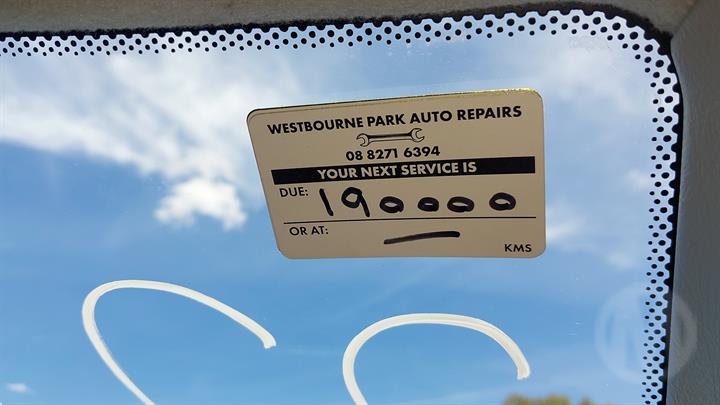 WESTBOURNE PARK AUTO REPAIRS
08 8271 6394
YOUR NEXT SERVICE IS
DUE: 190000
OR AT: —
KMS